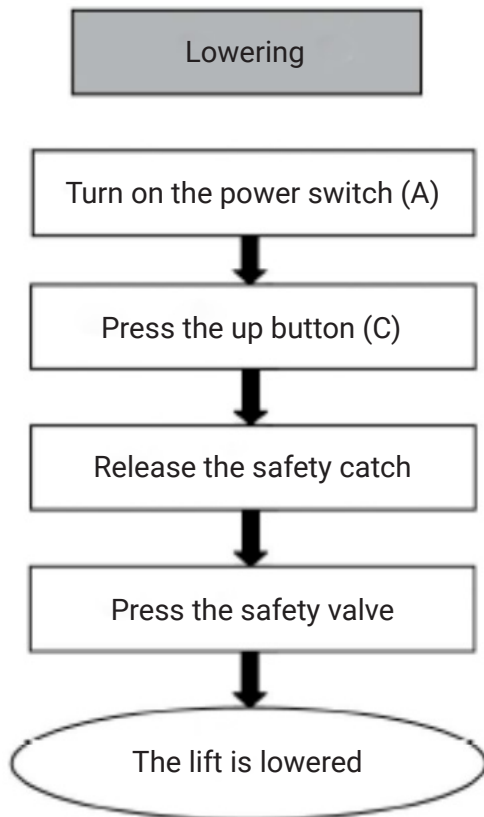 Lowering
Turn on the power switch (A)
Press the up button (C)
Release the safety catch
Press the safety valve
The lift is lowered